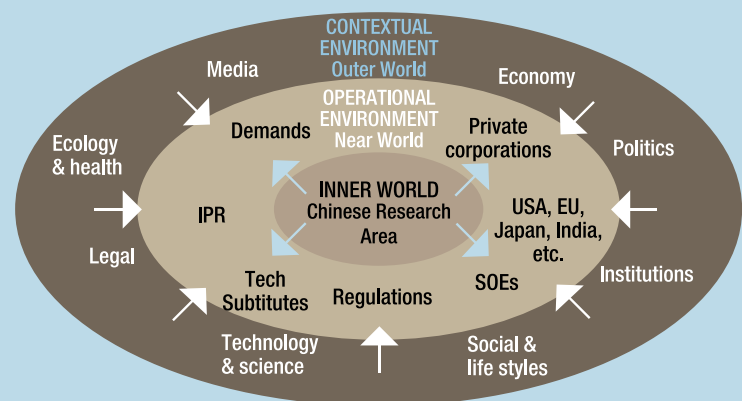 CONTEXTUAL
ENVIRONMENT
Outer World
Media
Economy
OPERATIONAL
ENVIRONMENT
Near World
Demands
Private
corporations
Ecology
& health
Politics
INNER WORLD
Chinese Research
Area
IPR
USA, EU,
Japan, India,
etc.
Legal
Institutions
Tech
Subtitutes
Regulations
SOEs
Technology
& science
Social &
life styles